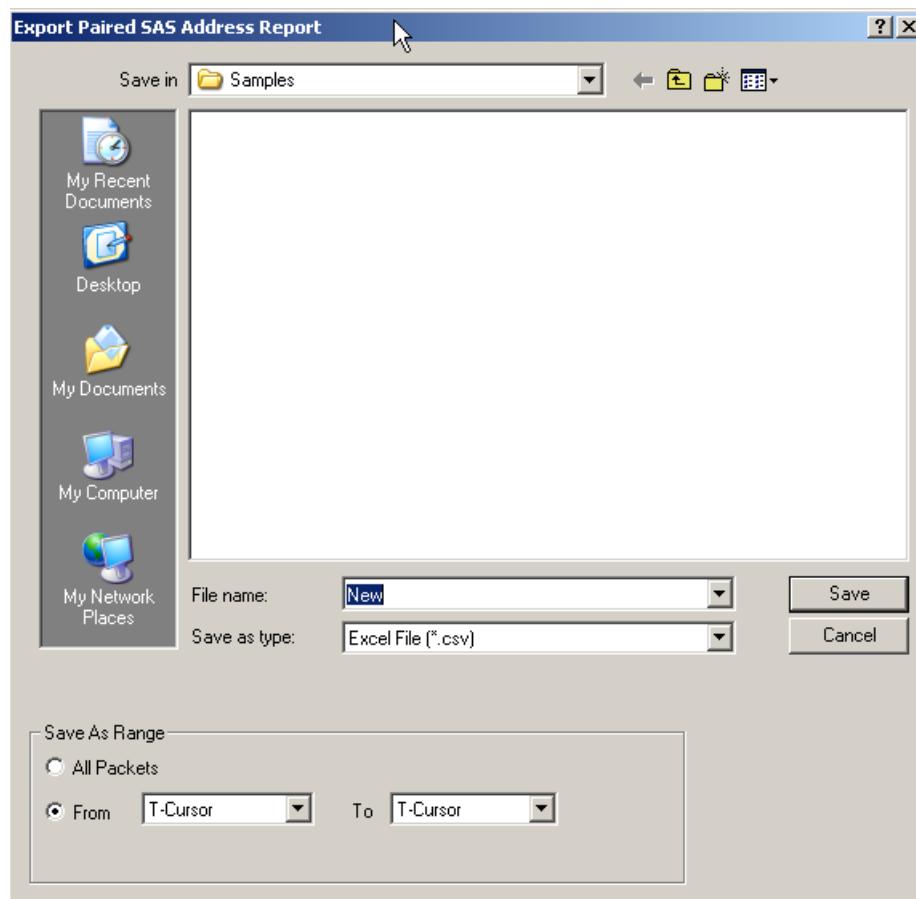 Export Paired SAS Address Report
Save in
Samples
My Recent
Documents
Desktop
My Documents
My Computer
My Network
Places
File name:
New
Save
Save as type:
Excel File (*.csv)
Cancel
Save As Range
All Packets
From
T-Cursor
To
T-Cursor